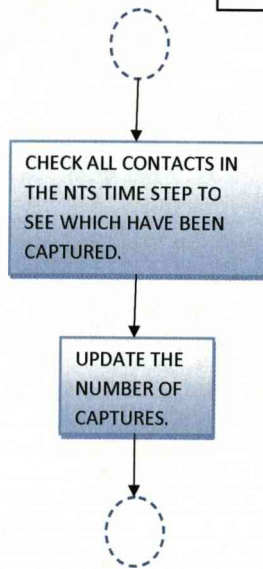 CHECK ALL CONTACTS IN
THE NTS TIME STEP TO
SEE WHICH HAVE BEEN
CAPTURED.
UPDATE THE
NUMBER OF
CAPTURES.